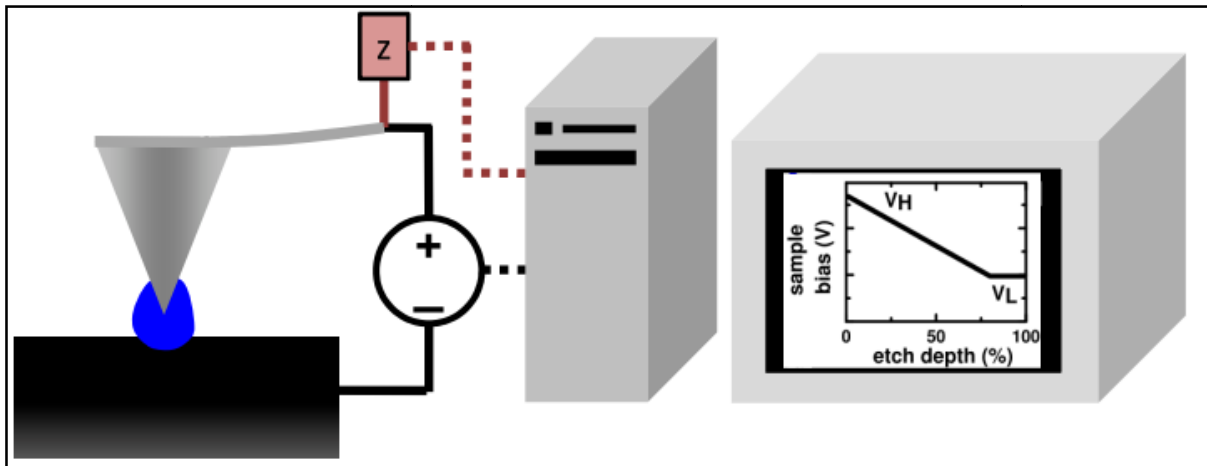 Z
+
−
sample
bias (V)
VH
VL
0 50 100
etch depth (%)